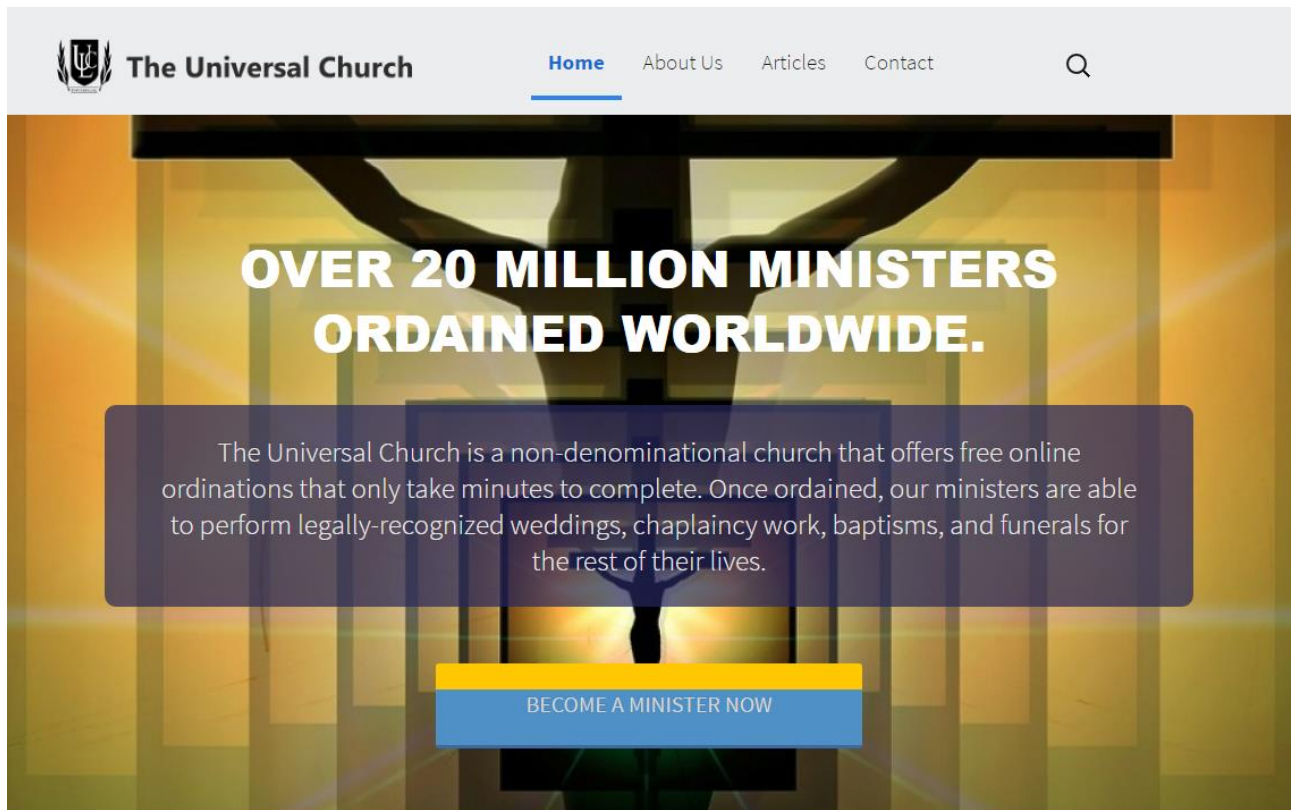 ULC
The Universal Church
Home
About Us
Articles
Contact
OVER 20 MILLION MINISTERS
ORDAINED WORLDWIDE.
The Universal Church is a non-denominational church that offers free online
ordinations that only take minutes to complete. Once ordained, our ministers are able
to perform legally-recognized weddings, chaplaincy work, baptisms, and funerals for
the rest of their lives.
BECOME A MINISTER NOW